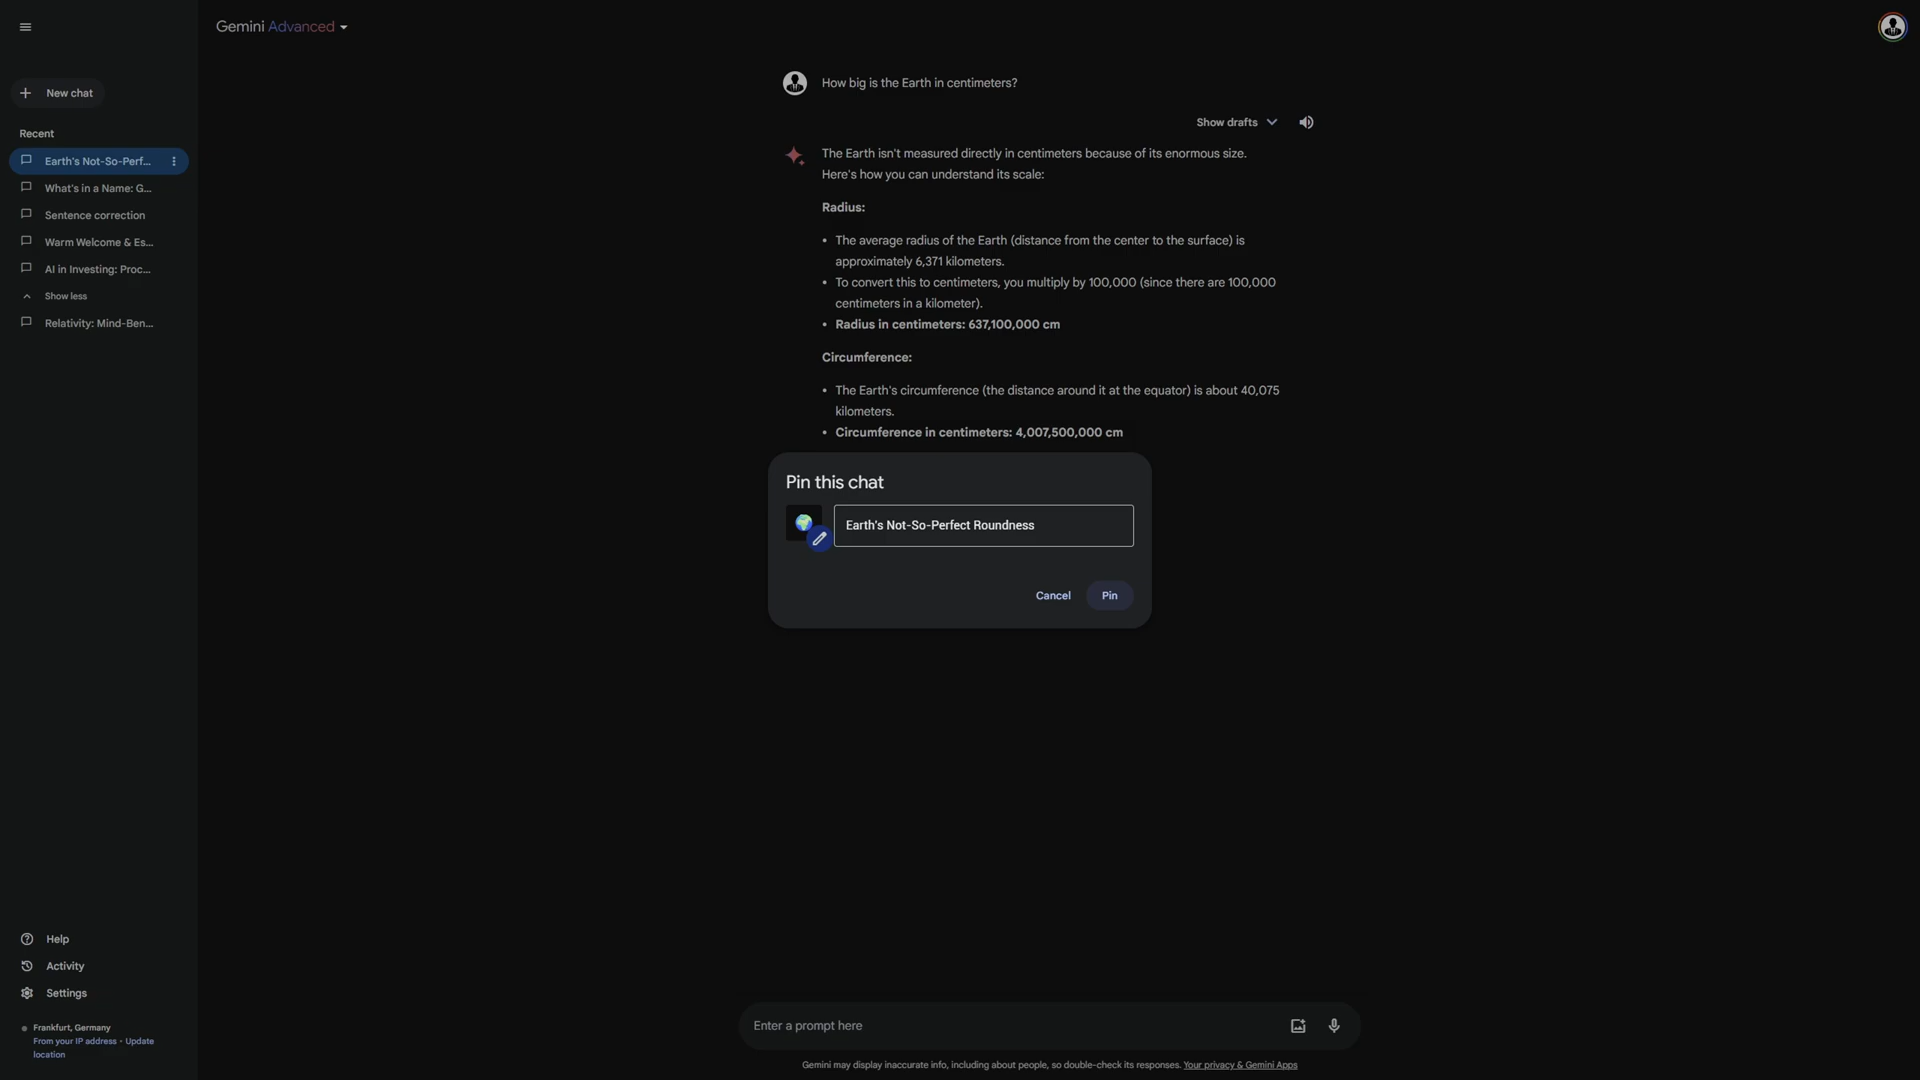 Gemini Advanced
New chat
Recent
Earth's Not-So-Perf...
What's in a Name: G...
Sentence correction
Warm Welcome & Es...
AI in Investing: Proc...
Show less
Relativity: Mind-Ben...
Help
Activity
Settings
Frankfurt, Germany
From your IP address • Update
location
How big is the Earth in centimeters?
Show drafts
The Earth isn't measured directly in centimeters because of its enormous size.
Here's how you can understand its scale:
Radius:
• The average radius of the Earth (distance from the center to the surface) is
approximately 6,371 kilometers.
• To convert this to centimeters, you multiply by 100,000 (since there are 100,000
centimeters in a kilometer).
• Radius in centimeters: 637,100,000 cm
Circumference:
• The Earth's circumference (the distance around it at the equator) is about 40,075
kilometers.
• Circumference in centimeters: 4,007,500,000 cm
Pin this chat
Earth's Not-So-Perfect Roundness
Cancel Pin
Enter a prompt here
Gemini may display inaccurate info, including about people, so double-check its responses. Your privacy & Gemini Apps